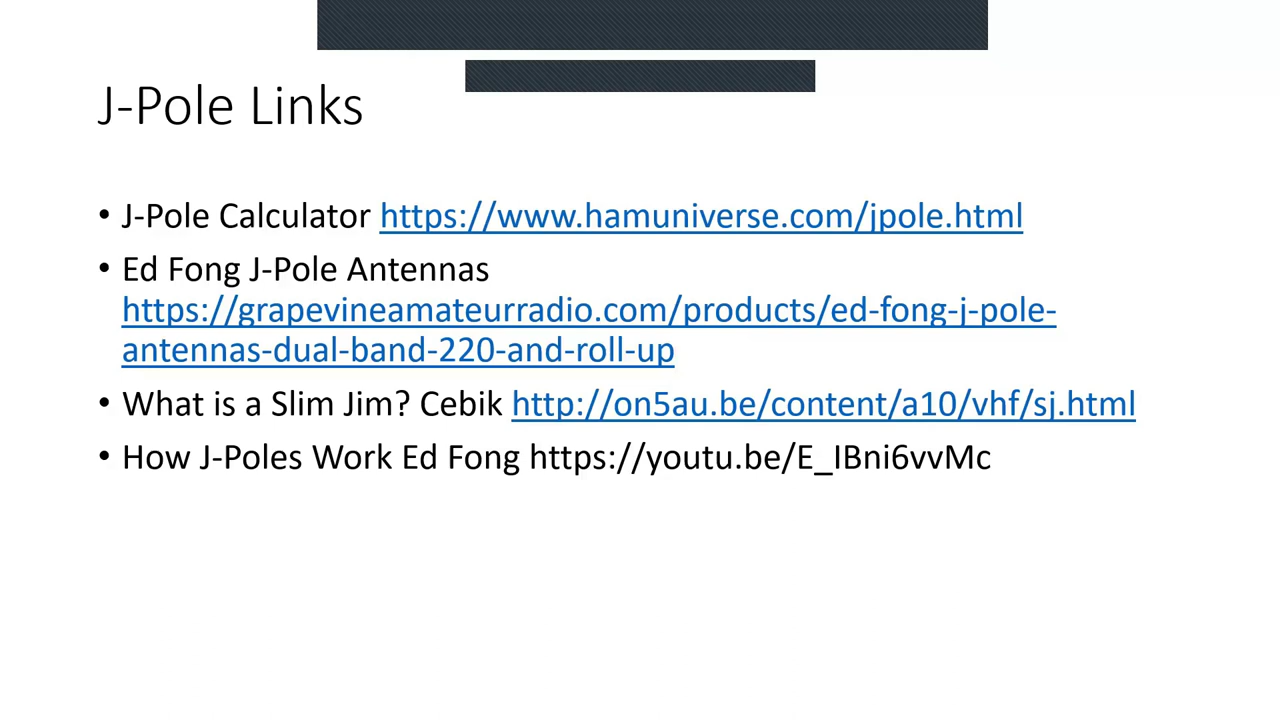 J-Pole Links
• J-Pole Calculator https://www.hamuniverse.com/jpole.html
• Ed Fong J-Pole Antennas
https://grapevineamateurradio.com/products/ed-fong-j-pole-
antennas-dual-band-220-and-roll-up
• What is a Slim Jim? Cebik http://on5au.be/content/a10/vhf/sj.html
• How J-Poles Work Ed Fong https://youtu.be/E_IBni6vvMc